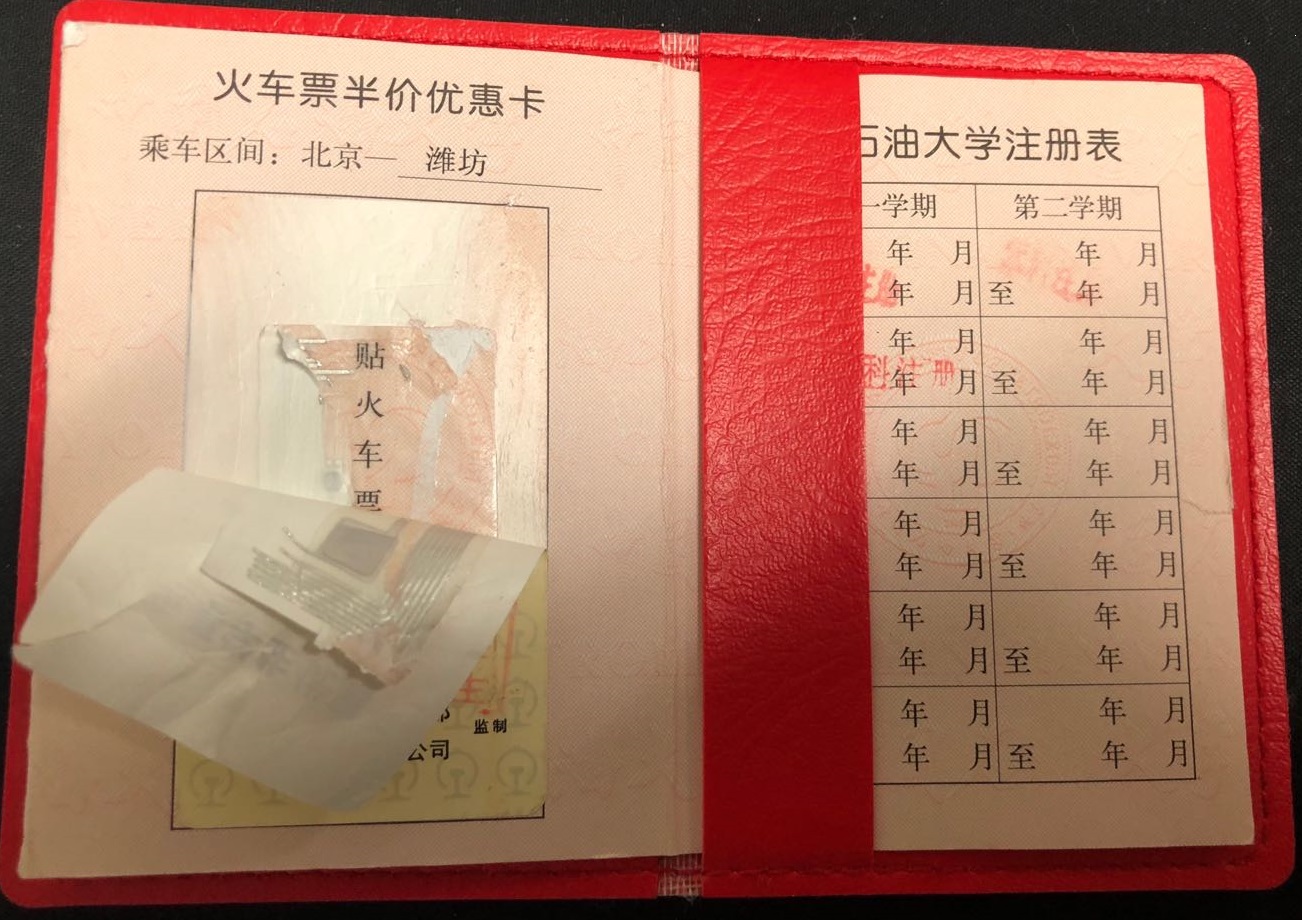 火车票半价优惠卡
乘车区间：北京— 潍坊
贴
火
车
票
监制
公司
石油大学注册表
一学期 第二学期
年 月 年 月
年 月 至 年 月
年 月 年 月
科注册
年 月 至 年 月
年 月 年 月
年 月 至 年 月
年 月 年 月
年 月 至 年 月
年 月 年 月
年 月 至 年 月
年 月 年 月
年 月 至 年 月